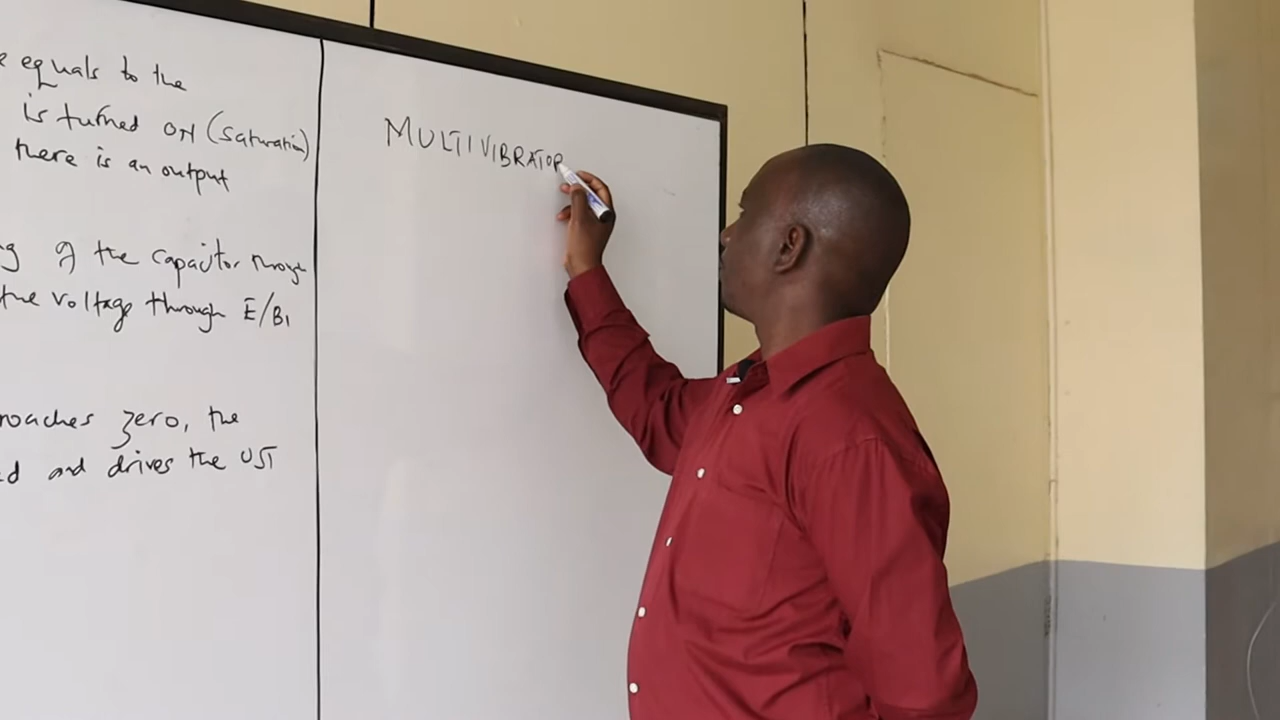 equals to the
is turned ON (saturation)
there is an output
of the capacitor through
the voltage through E/B1
roaches zero, the
d and drives the UJT
MULTIVIBRATOR